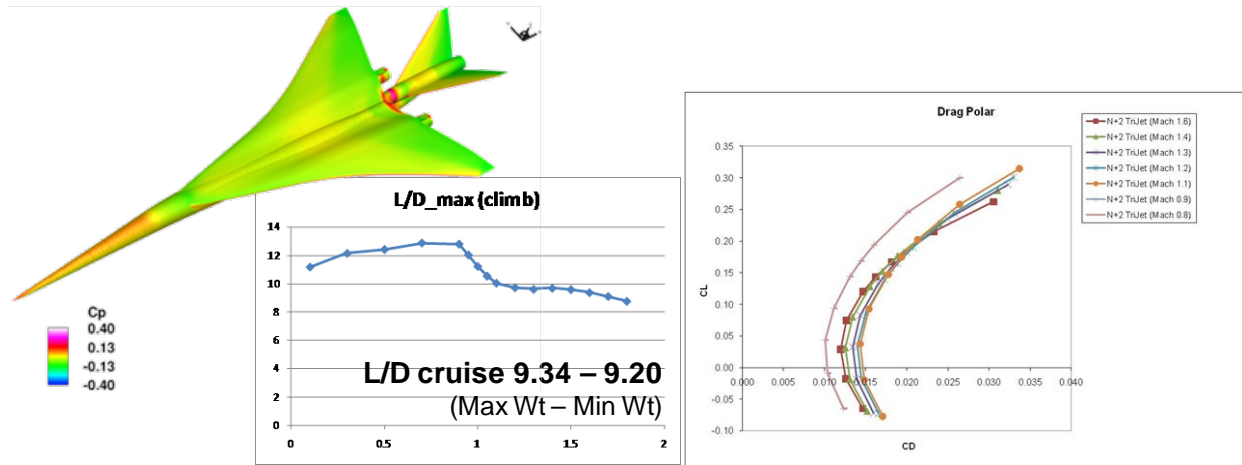 Cp
0.40
0.13
-0.13
-0.40
L/D_max (climb)
14
12
10
8
6
4
2
0
0
0.5
1
1.5
2
L/D cruise 9.34 – 9.20
(Max Wt – Min Wt)
Drag Polar
0.35
0.30
0.25
0.20
0.15
0.10
0.05
0.00
-0.05
-0.10
CL
0.000
0.005
0.010
0.015
0.020
0.025
0.030
0.035
0.040
CD
N+2 TriJet (Mach 1.6)
N+2 TriJet (Mach 1.4)
N+2 TriJet (Mach 1.3)
N+2 TriJet (Mach 1.2)
N+2 TriJet (Mach 1.1)
N+2 TriJet (Mach 0.9)
N+2 TriJet (Mach 0.8)